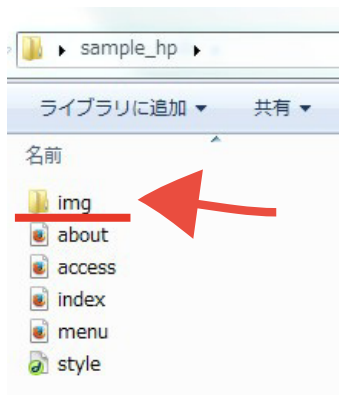 sample_hp
ライブラリに追加 共有
名前
img
about
access
index
menu
style